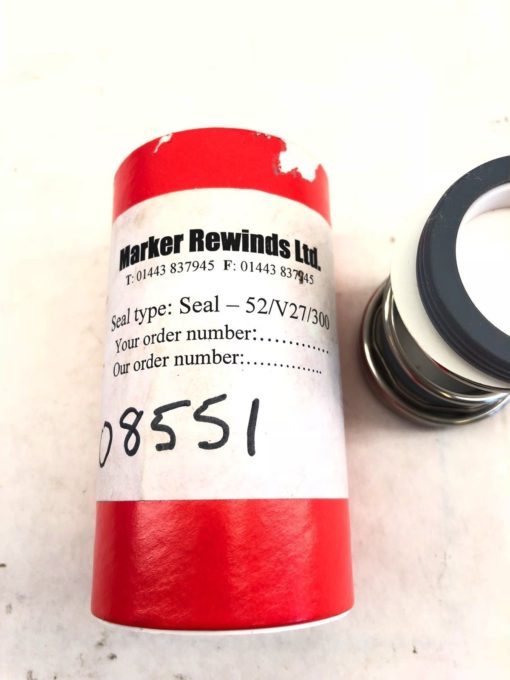 Marker Rewinds Ltd.
T: 01443 837945 F: 01443 837945
Seal type: Seal – 52/V27/300
Your order number:............
Our order number:..............
08551